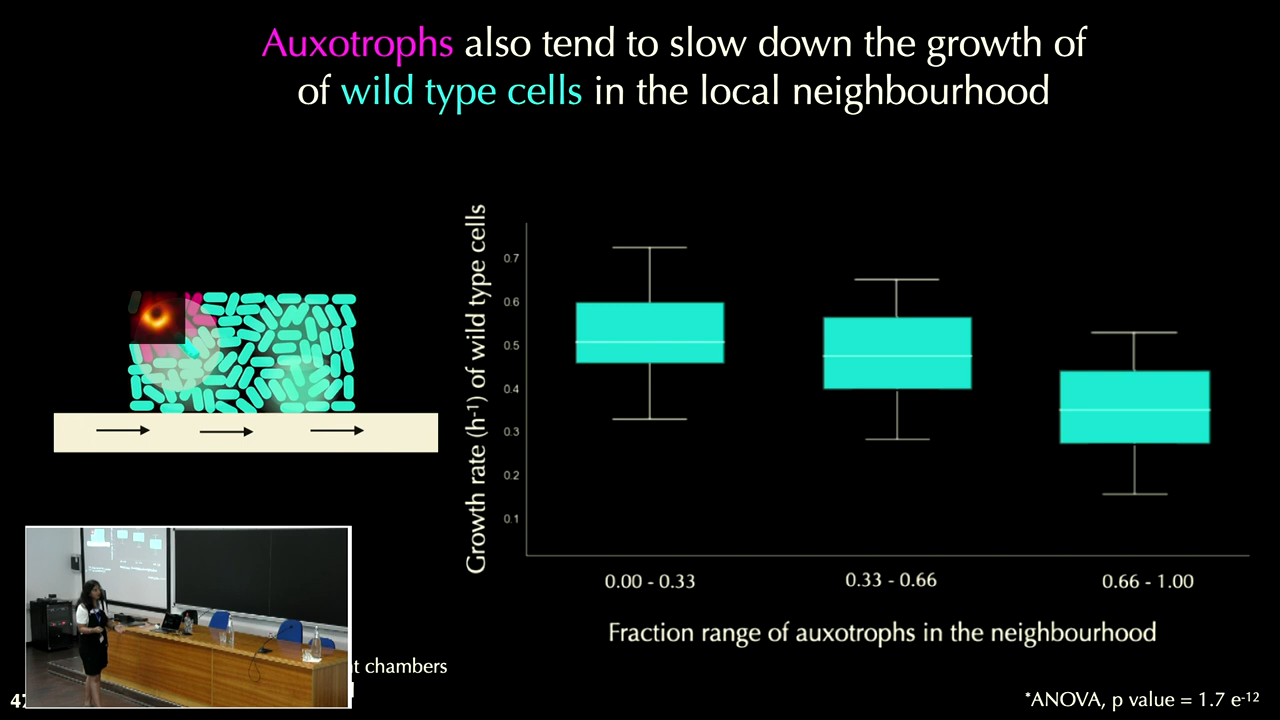 Auxotrophs also tend to slow down the growth of
of wild type cells in the local neighbourhood
Growth rate (h-1) of wild type cells
0.7
0.6
0.5
0.4
0.3
0.2
0.1
0.00 - 0.33
0.33 - 0.66
0.66 - 1.00
Fraction range of auxotrophs in the neighbourhood
chambers
*ANOVA, p value = 1.7 e-12